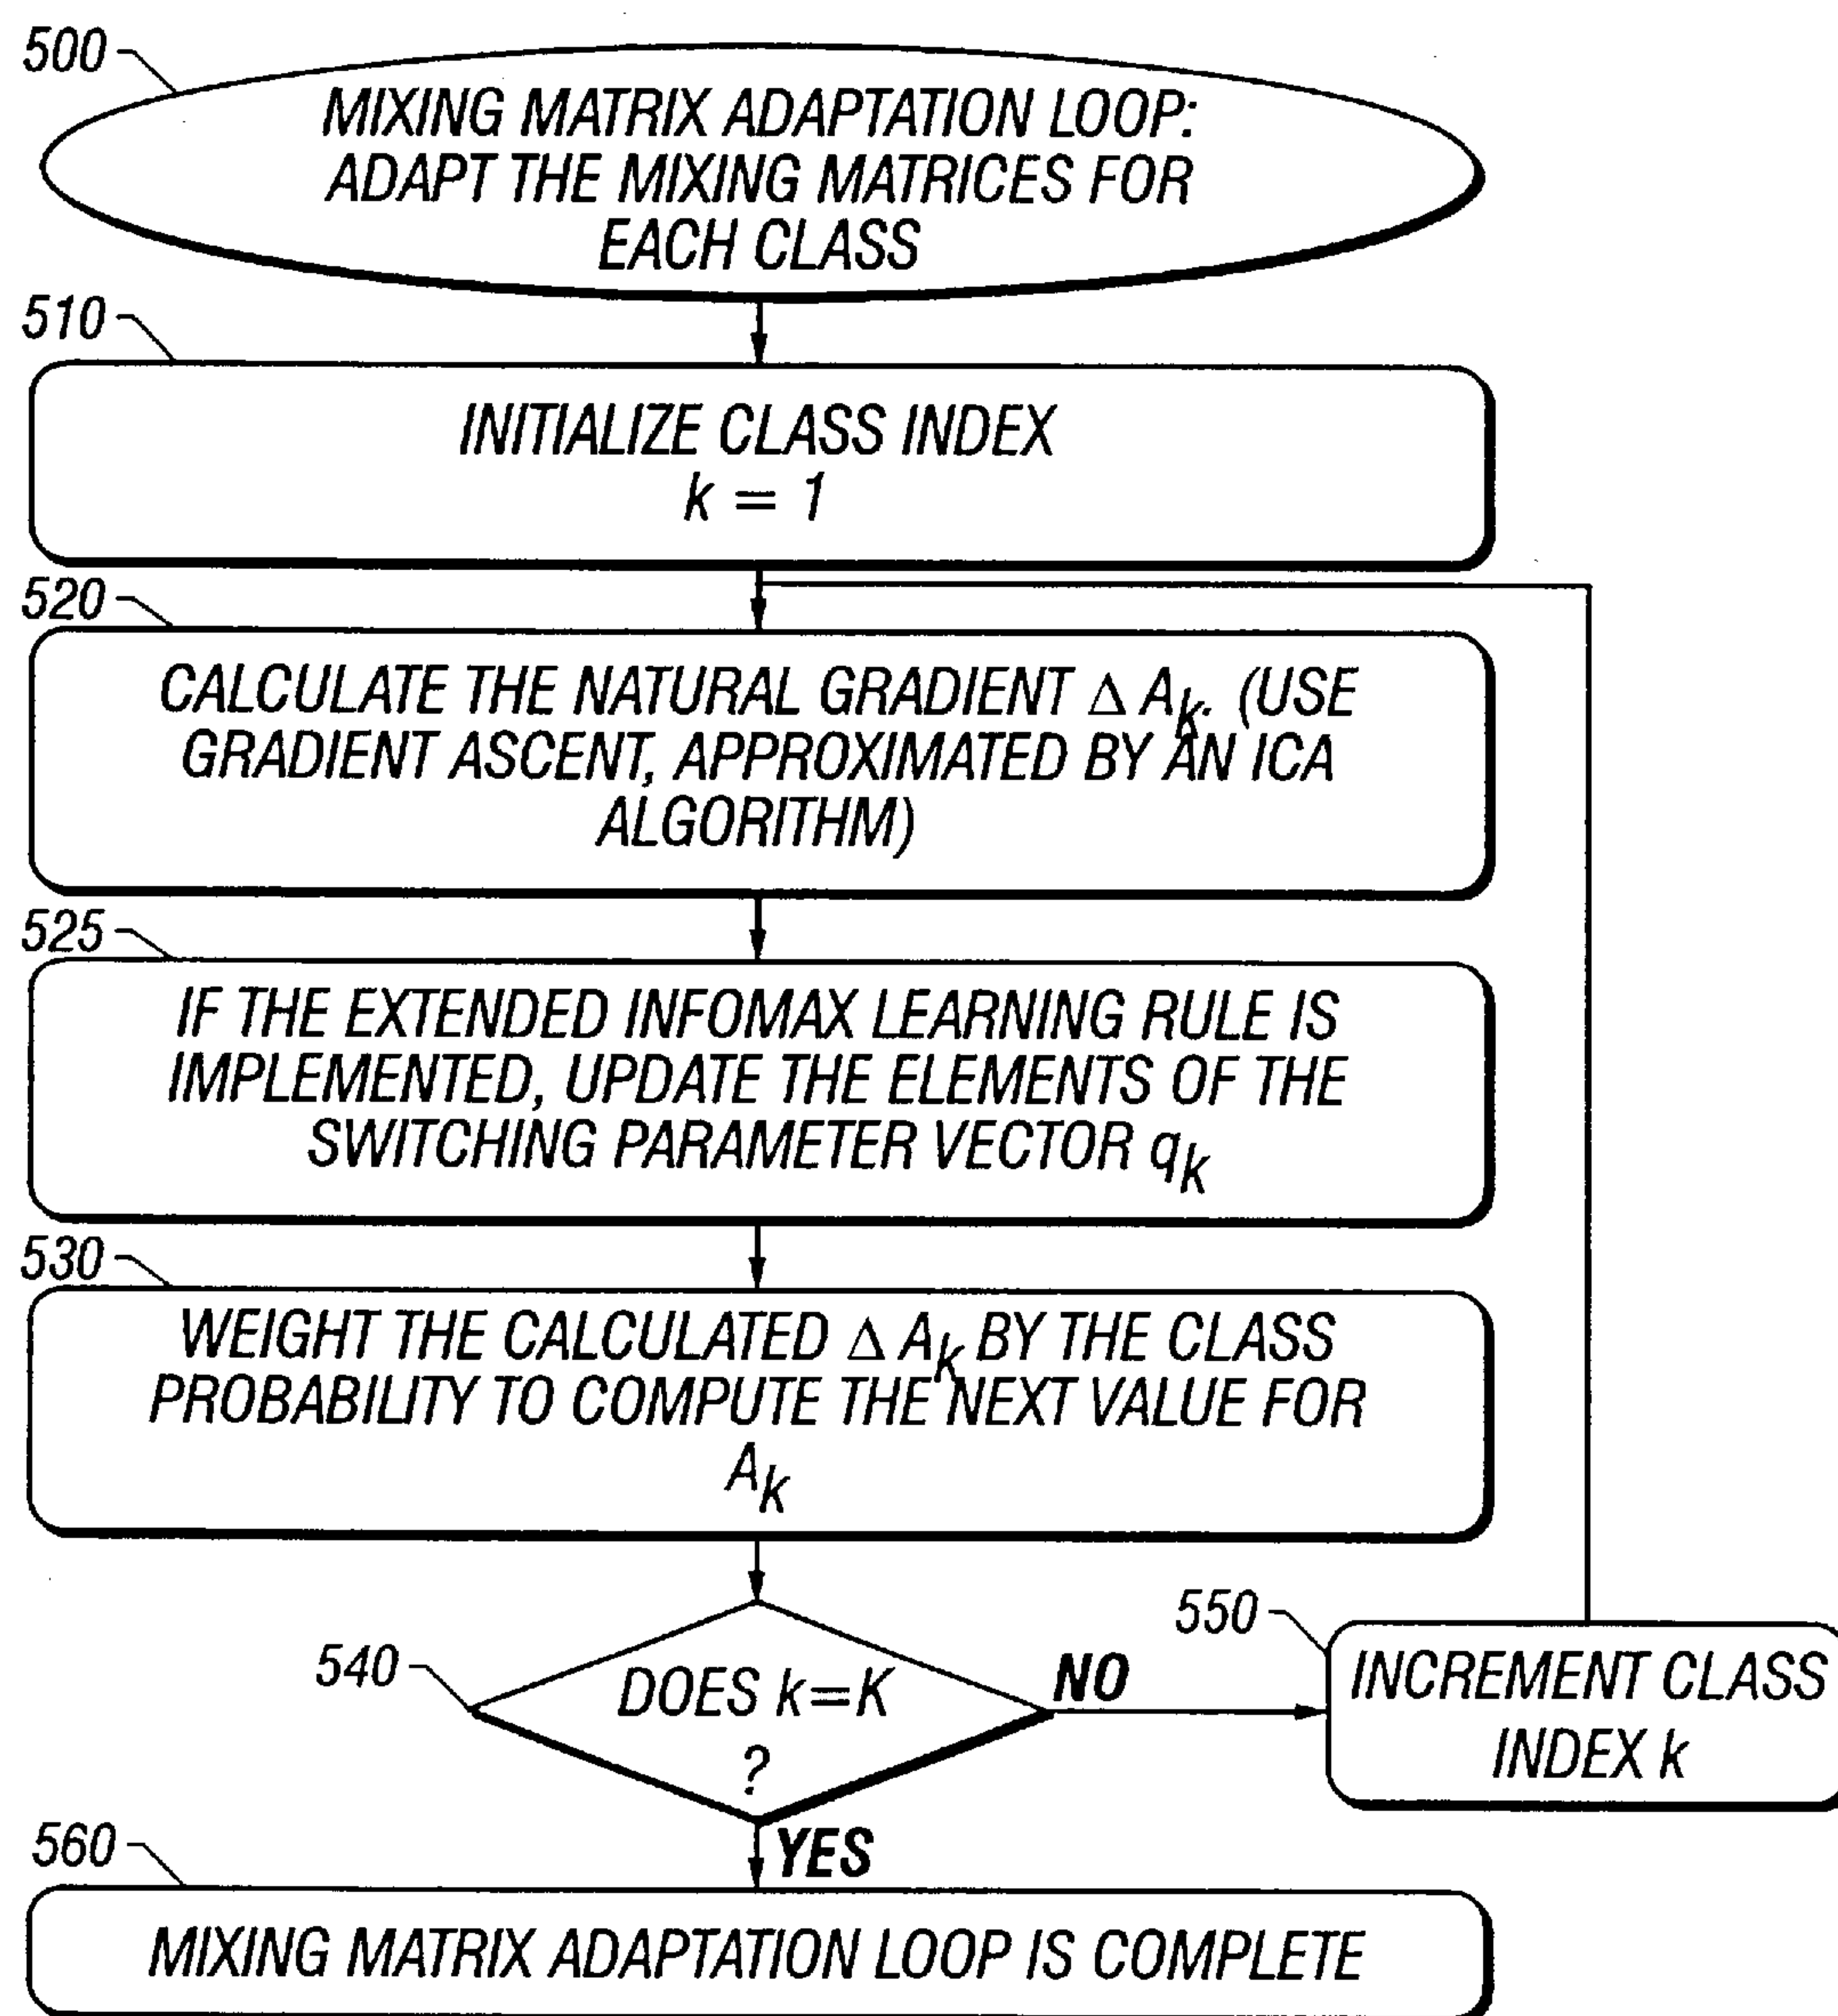 500
MIXING MATRIX ADAPTATION LOOP:
ADAPT THE MIXING MATRICES FOR
EACH CLASS
510
INITIALIZE CLASS INDEX
k = 1
520
CALCULATE THE NATURAL GRADIENT Δ Ak. (USE
GRADIENT ASCENT, APPROXIMATED BY AN ICA
ALGORITHM)
525
IF THE EXTENDED INFOMAX LEARNING RULE IS
IMPLEMENTED, UPDATE THE ELEMENTS OF THE
SWITCHING PARAMETER VECTOR qk
530
WEIGHT THE CALCULATED Δ Ak BY THE CLASS
PROBABILITY TO COMPUTE THE NEXT VALUE FOR
Ak
540
DOES k=K
?
NO
550
INCREMENT CLASS
INDEX k
YES
560
MIXING MATRIX ADAPTATION LOOP IS COMPLETE